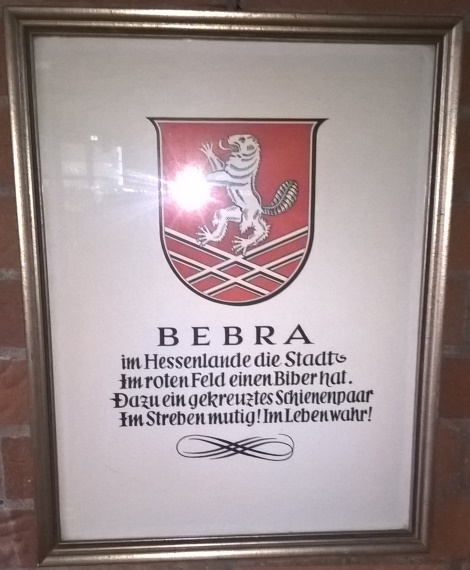 BEBRA
im Hessenlande die Stadt
Im roten Feld einen Biber hat.
Dazu ein gekreuztes Schienenpaar
Im Streben mutig! Im Leben wahr!